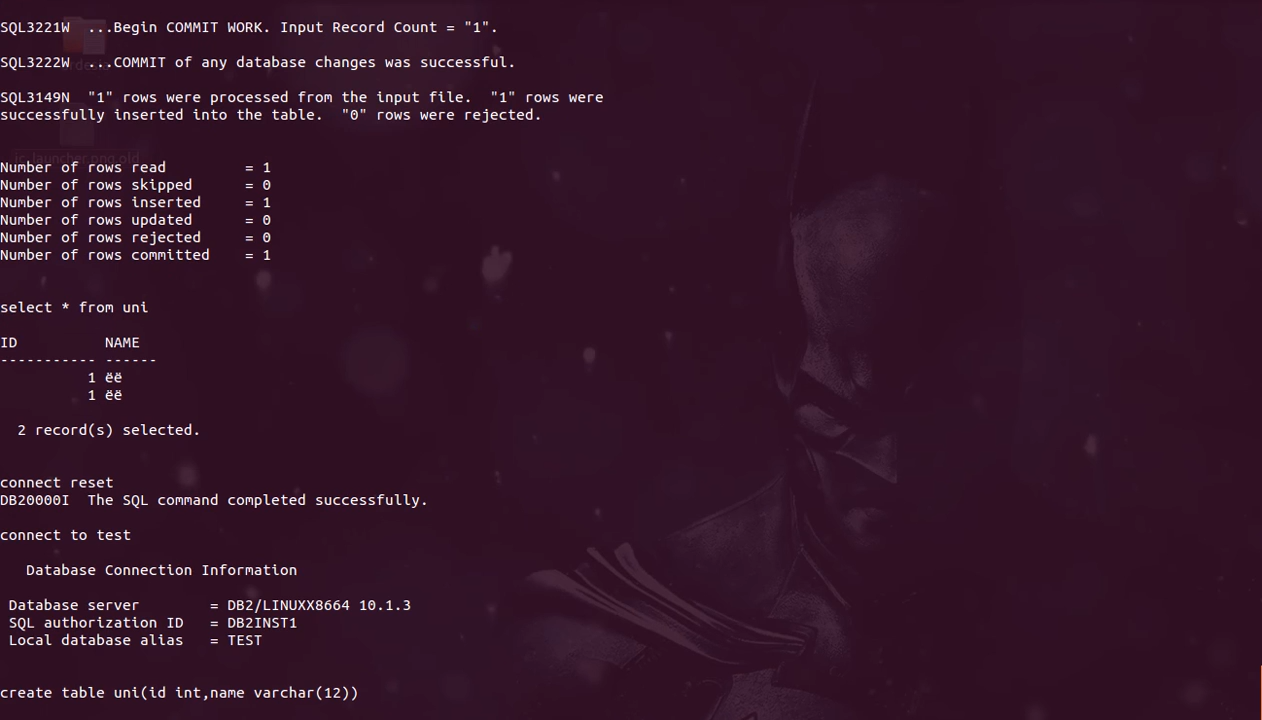 SQL3221W  ...Begin COMMIT WORK. Input Record Count = "1".
SQL3222W  ...COMMIT of any database changes was successful.
SQL3149N  "1" rows were processed from the input file.  "1" rows were
successfully inserted into the table.  "0" rows were rejected.
ic_launcher.png.old
Number of rows read         = 1
Number of rows skipped      = 0
Number of rows inserted     = 1
Number of rows updated      = 0
Number of rows rejected     = 0
Number of rows committed    = 1
select * from uni
ID          NAME
----------- ------
          1 ëë
          1 ëë
  2 record(s) selected.
connect reset
DB20000I  The SQL command completed successfully.
connect to test
   Database Connection Information
 Database server        = DB2/LINUXX8664 10.1.3
 SQL authorization ID   = DB2INST1
 Local database alias   = TEST
create table uni(id int,name varchar(12))